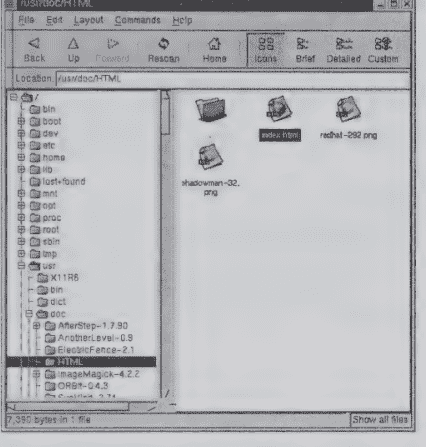 /usr/doc/HTML
File Edit Layout Commands Help
Back Up Forward Rescan Home Icons Brief Detailed Custom
Location: /usr/doc/HTML
/
bin
boot
dev
etc
home
lib
lost+found
mnt
opt
proc
root
sbin
tmp
usr
X11R6
bin
dict
doc
AfterStep-1.7.90
AnotherLevel-0.9
ElectricFence-2.1
HTML
ImageMagick-4.2.2
ORBit-0.4.3
index.html
redhat-292.png
shadowman-32.
png
7,380 bytes in 1 file
Show all files